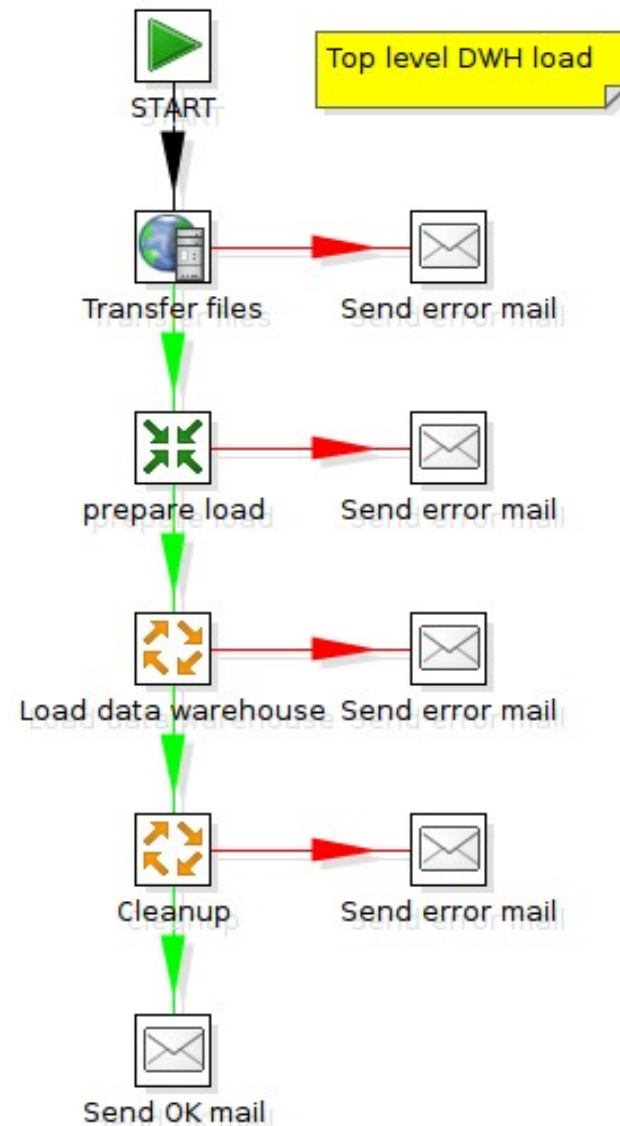 Top level DWH load
START
Transfer files
Send error mail
prepare load
Send error mail
Load data warehouse
Send error mail
Cleanup
Send error mail
Send OK mail